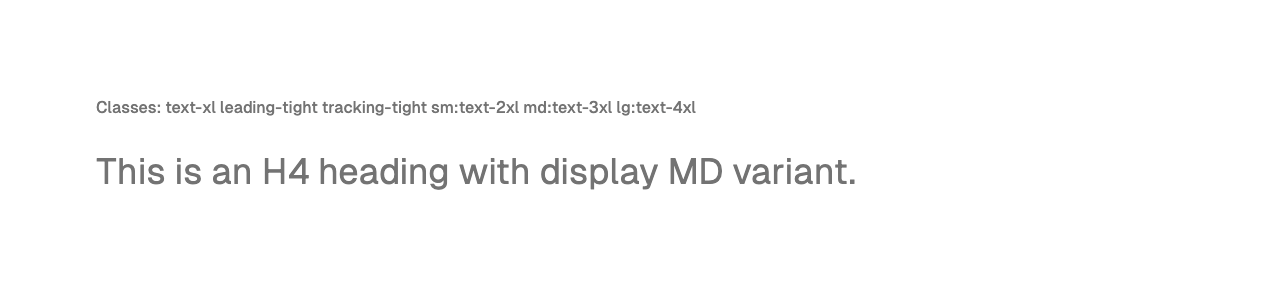 Classes: text-xl leading-tight tracking-tight sm:text-2xl md:text-3xl lg:text-4xl
This is an H4 heading with display MD variant.